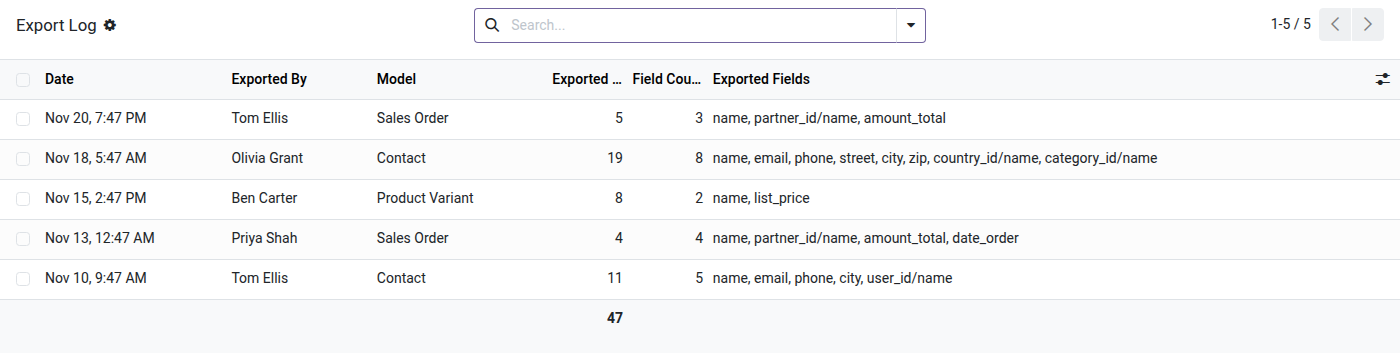 Export Log
Search...
1-5 / 5
Date Exported By Model Exported ... Field Cou... Exported Fields
Nov 20, 7:47 PM Tom Ellis Sales Order 5 3 name, partner_id/name, amount_total
Nov 18, 5:47 AM Olivia Grant Contact 19 8 name, email, phone, street, city, zip, country_id/name, category_id/name
Nov 15, 2:47 PM Ben Carter Product Variant 8 2 name, list_price
Nov 13, 12:47 AM Priya Shah Sales Order 4 4 name, partner_id/name, amount_total, date_order
Nov 10, 9:47 AM Tom Ellis Contact 11 5 name, email, phone, city, user_id/name
47